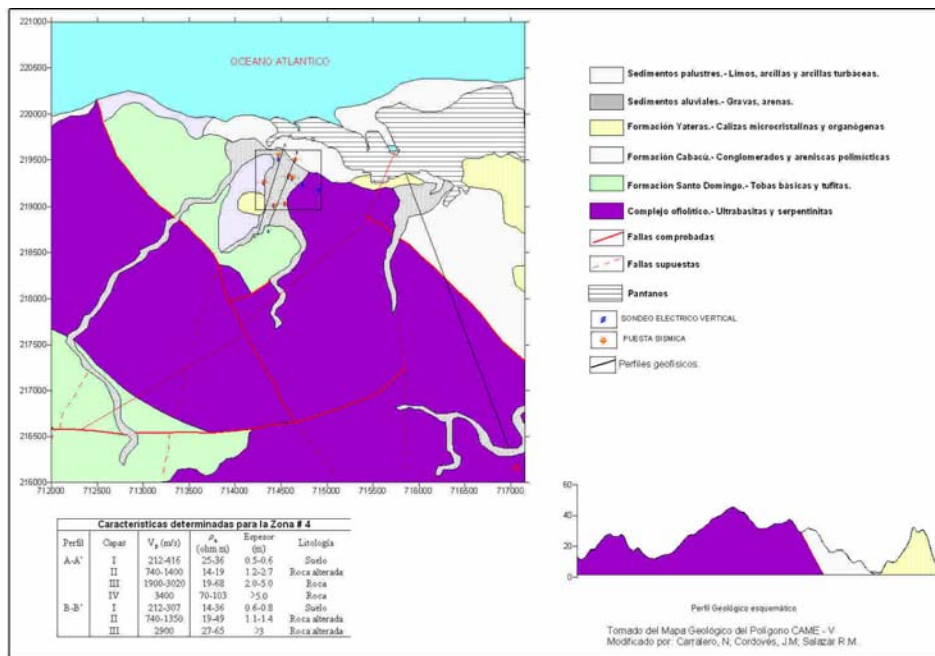 221000
220500
220000
219500
219000
218500
218000
217500
217000
216500
216000
712000 712500 713000 713500 714000 714500 715000 715500 716000 716500 717000
OCEANO ATLANTICO
Sedimentos palustres.- Limos, arcillas y arcillas turbáceas.
Sedimentos aluviales.- Gravas, arenas.
Formación Yateras.- Calizas microcristalinas y organógenas
Formación Cabacú.- Conglomerados y areniscas polimícticas
Formación Santo Domingo.- Tobas básicas y tufitas.
Complejo ofiolítico.- Ultrabasitas y serpentinitas
Fallas comprobadas
Fallas supuestas
Pantanos
SONDEO ELECTRICO VERTICAL
PUESTA SISMICA
Perfiles geofísicos.
Características determinadas para la Zona # 4
Perfil Capas Vp (m/s) ρa (ohm m) Espesor (m) Litología
A-A' I 212-416 25-36 0.5-0.6 Suelo
II 740-1400 14-19 1.2-2.7 Roca alterada
III 1900-3020 19-68 2.0-5.0 Roca
IV 3400 70-103 >5.0 Roca
B-B' I 212-307 14-36 0.6-0.8 Suelo
II 740-1350 19-49 1.1-1.4 Roca alterada
III 2900 27-65 >3 Roca alterada
60
40
20
0
Perfil Geológico esquemático
Tomado del Mapa Geológico del Polígono CAME - V
Modificado por: Carralero, N; Cordovés, J.M; Salazár R.M.